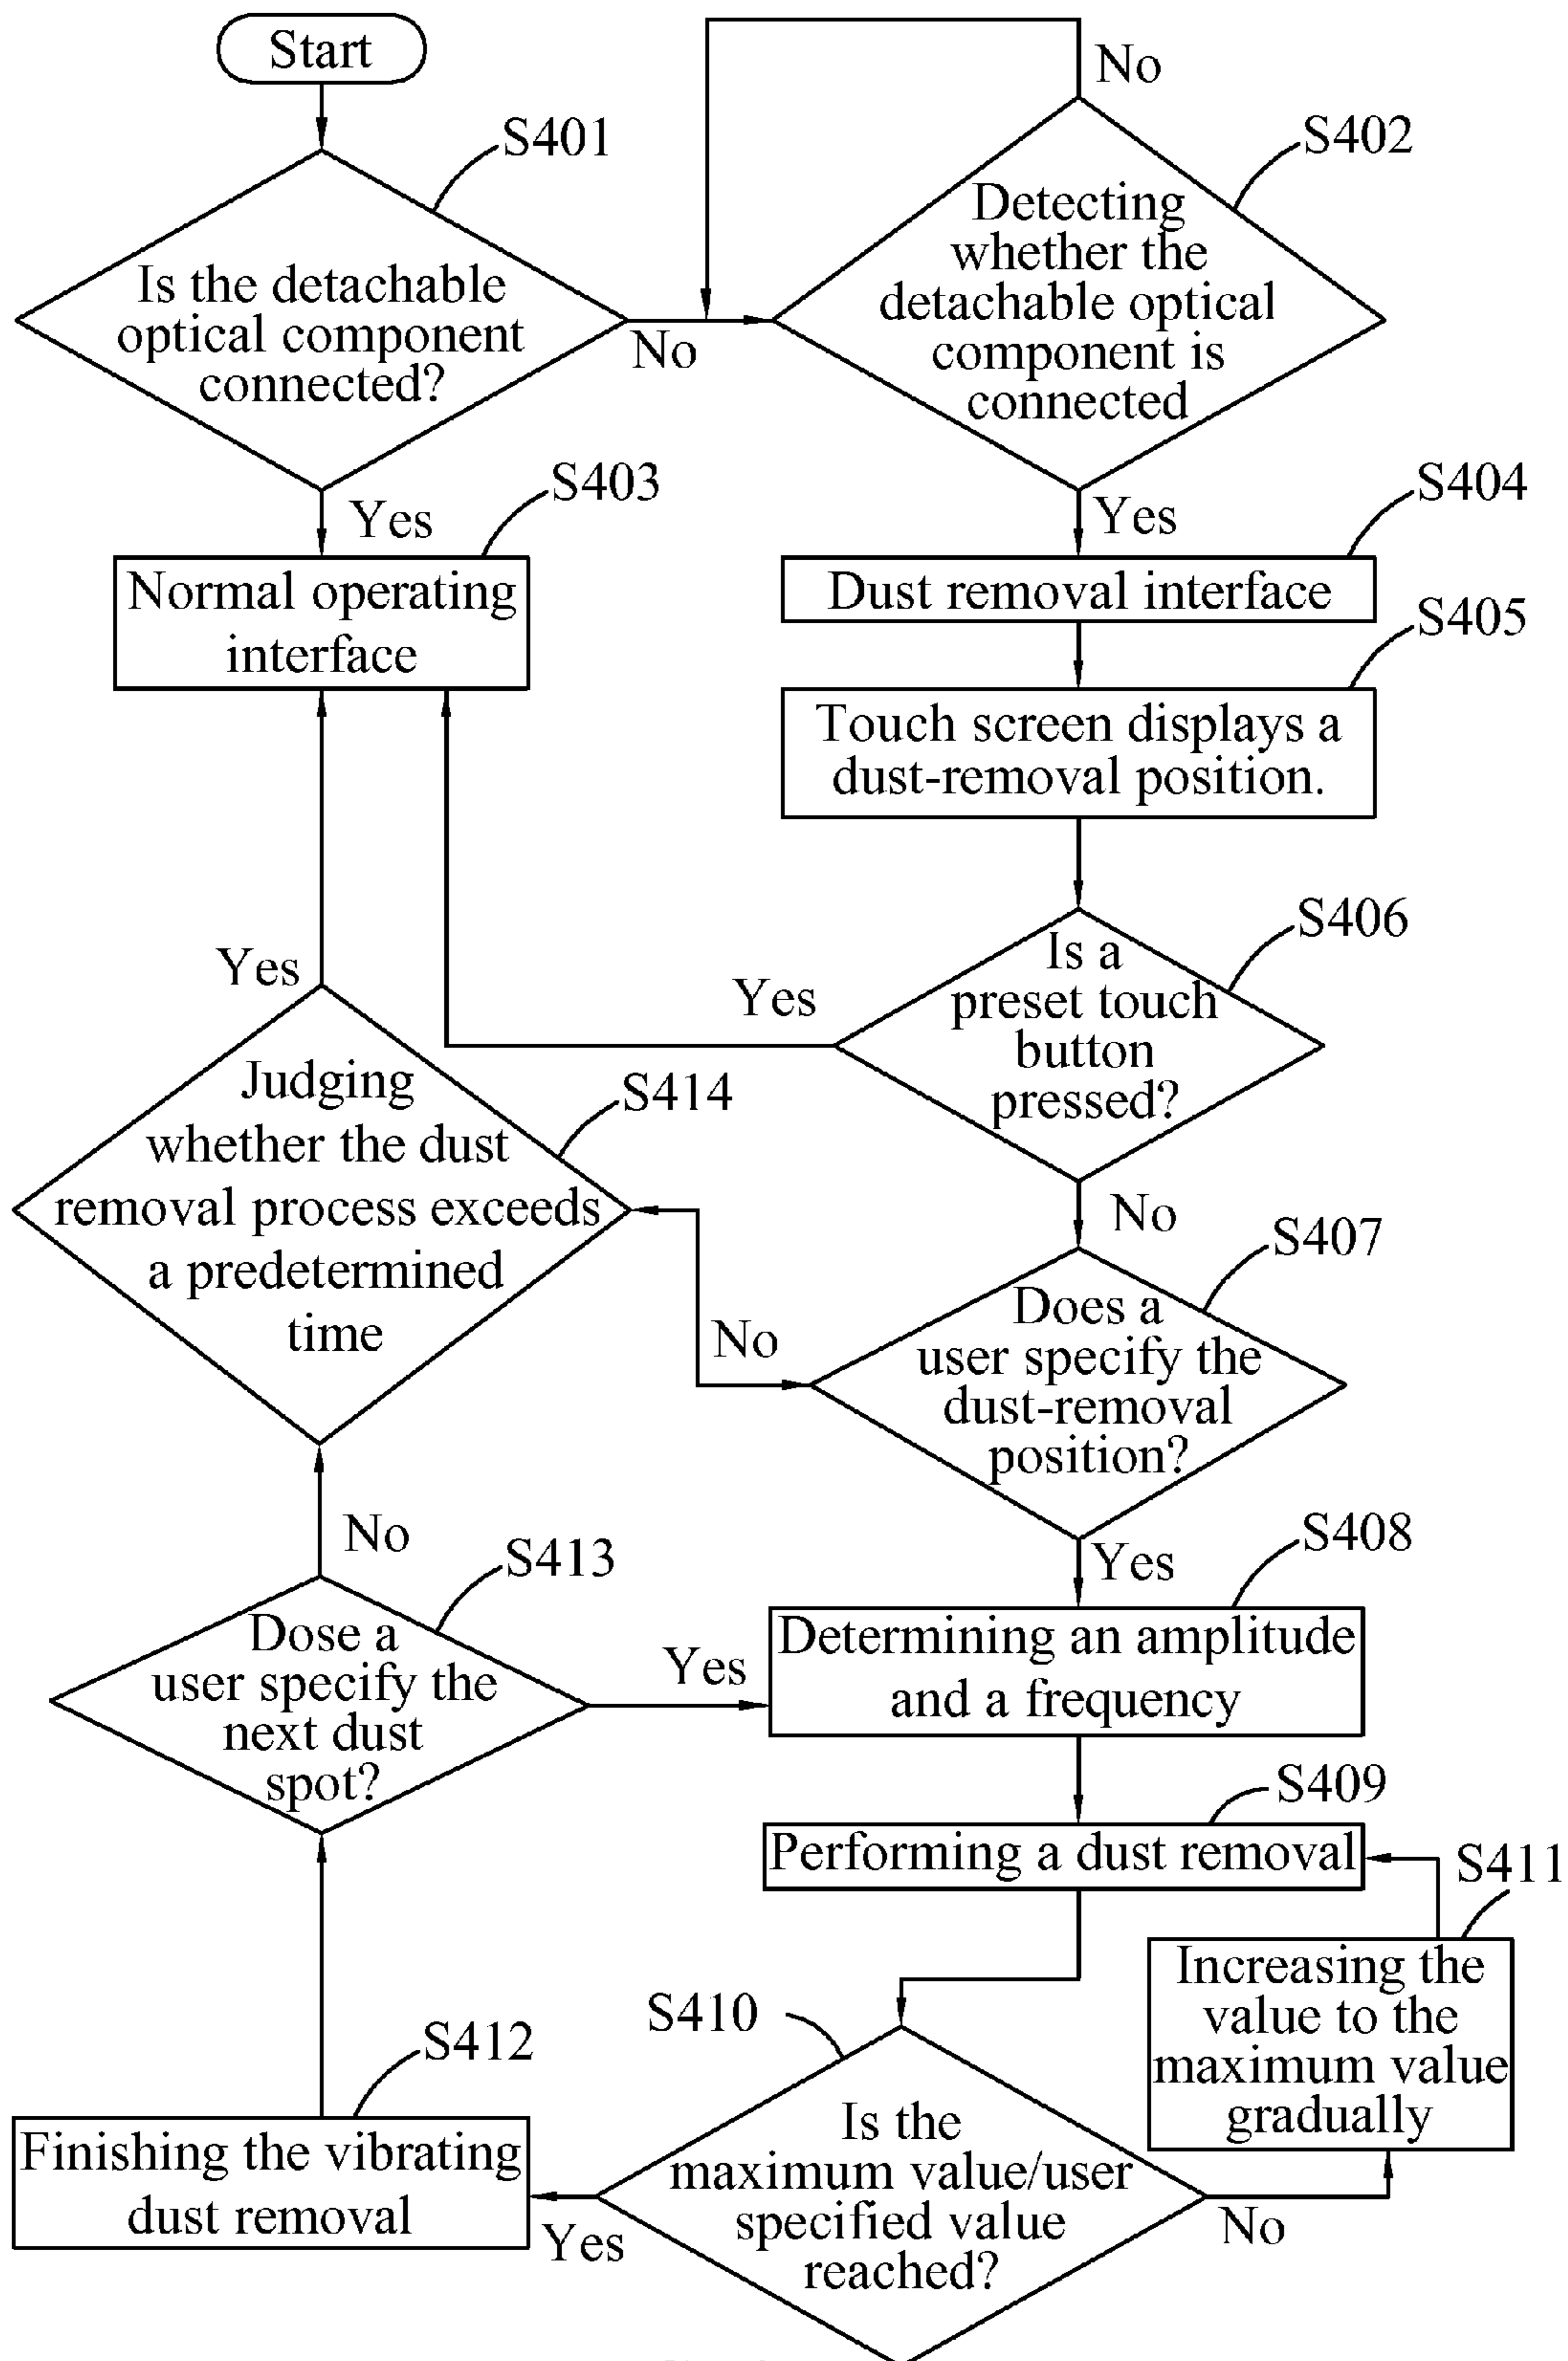 Start
S401
Is the detachable
optical component
connected?
No
Yes
No
S402
Detecting
whether the
detachable optical
component is
connected
Yes
S403
Normal operating
interface
S404
Dust removal interface
S405
Touch screen displays a
dust-removal position.
S406
Is a
preset touch
button
pressed?
Yes
No
S407
Does a
user specify the
dust-removal
position?
No
Yes
S408
Determining an amplitude
and a frequency
S409
Performing a dust removal
S410
Is the
maximum value/user
specified value
reached?
No
Yes
S411
Increasing the
value to the
maximum value
gradually
S412
Finishing the vibrating
dust removal
S413
Dose a
user specify the
next dust
spot?
Yes
No
S414
Judging
whether the dust
removal process exceeds
a predetermined
time
Yes